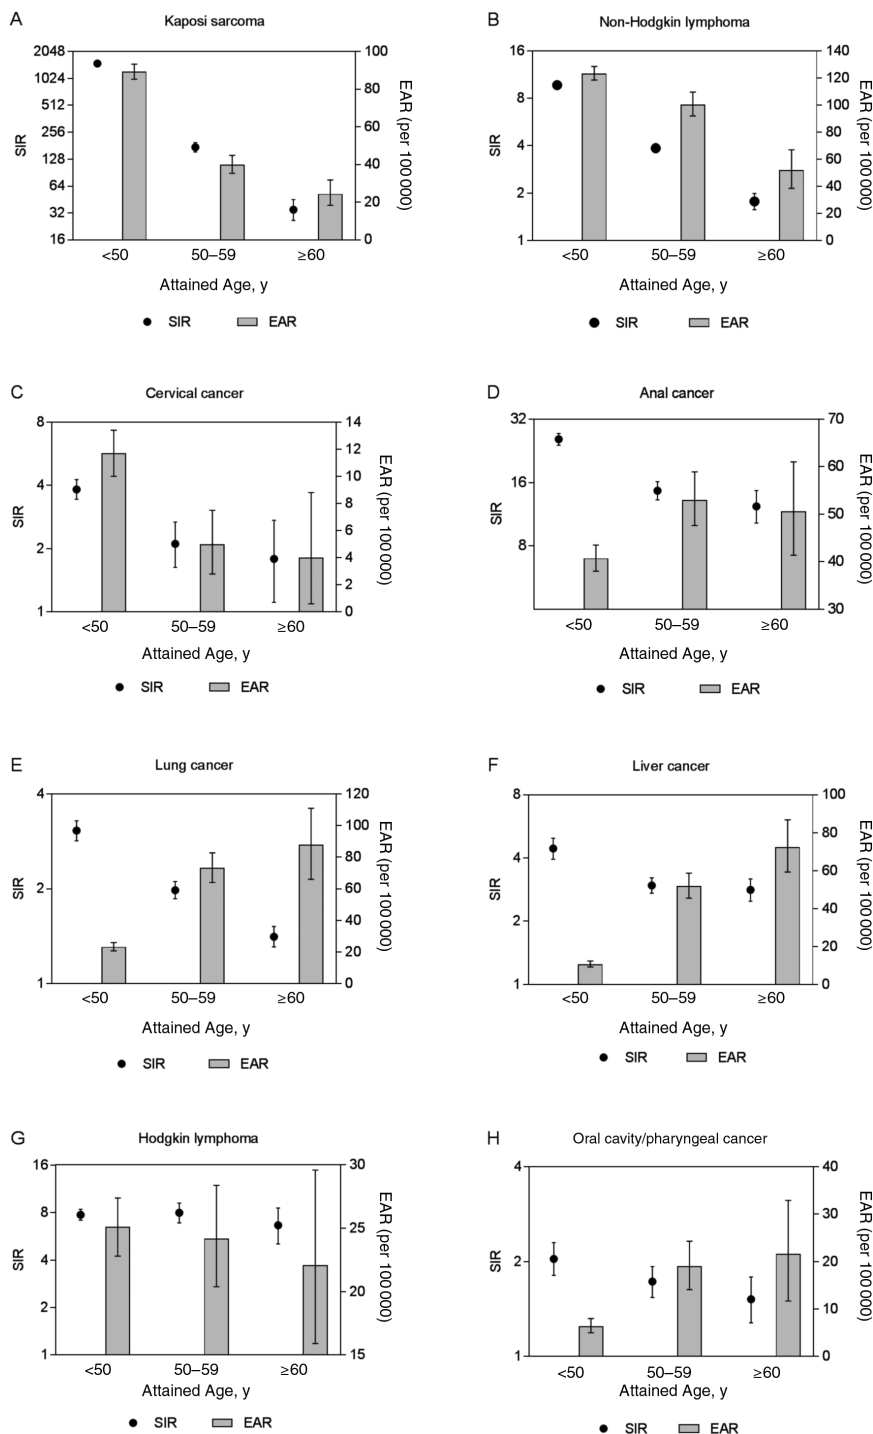 A Kaposi sarcoma
2048
1024
512
256
128
64
32
16
SIR
100
80
60
40
20
0
EAR (per 100 000)
<50 50–59 ≥60
Attained Age, y
SIR EAR
B Non-Hodgkin lymphoma
16
8
4
2
1
SIR
140
120
100
80
60
40
20
0
EAR (per 100 000)
<50 50–59 ≥60
Attained Age, y
SIR EAR
C Cervical cancer
8
4
2
1
SIR
14
12
10
8
6
4
2
0
EAR (per 100 000)
<50 50–59 ≥60
Attained Age, y
SIR EAR
D Anal cancer
32
16
8
SIR
70
60
50
40
30
EAR (per 100 000)
<50 50–59 ≥60
Attained Age, y
SIR EAR
E Lung cancer
4
2
1
SIR
120
100
80
60
40
20
0
EAR (per 100 000)
<50 50–59 ≥60
Attained Age, y
SIR EAR
F Liver cancer
8
4
2
1
SIR
100
80
60
40
20
0
EAR (per 100 000)
<50 50–59 ≥60
Attained Age, y
SIR EAR
G Hodgkin lymphoma
16
8
4
2
1
SIR
30
25
20
15
EAR (per 100 000)
<50 50–59 ≥60
Attained Age, y
SIR EAR
H Oral cavity/pharyngeal cancer
4
2
1
SIR
40
30
20
10
0
EAR (per 100 000)
<50 50–59 ≥60
Attained Age, y
SIR EAR